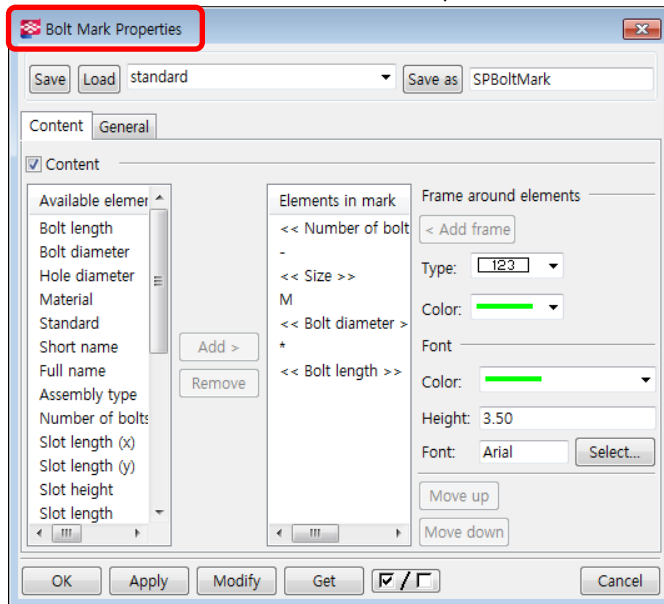 Bolt Mark Properties
Save Load standard Save as SPBoltMark
Content General
Content
Available elemer
Bolt length
Bolt diameter
Hole diameter
Material
Standard
Short name
Full name
Assembly type
Number of bolts
Slot length (x)
Slot length (y)
Slot height
Slot length
Add >
Remove
Elements in mark
<< Number of bolt
-
<< Size >>
M
<< Bolt diameter >
*
<< Bolt length >>
Frame around elements
< Add frame
Type: 123
Color:
Font
Color:
Height: 3.50
Font: Arial Select...
Move up
Move down
OK Apply Modify Get / Cancel